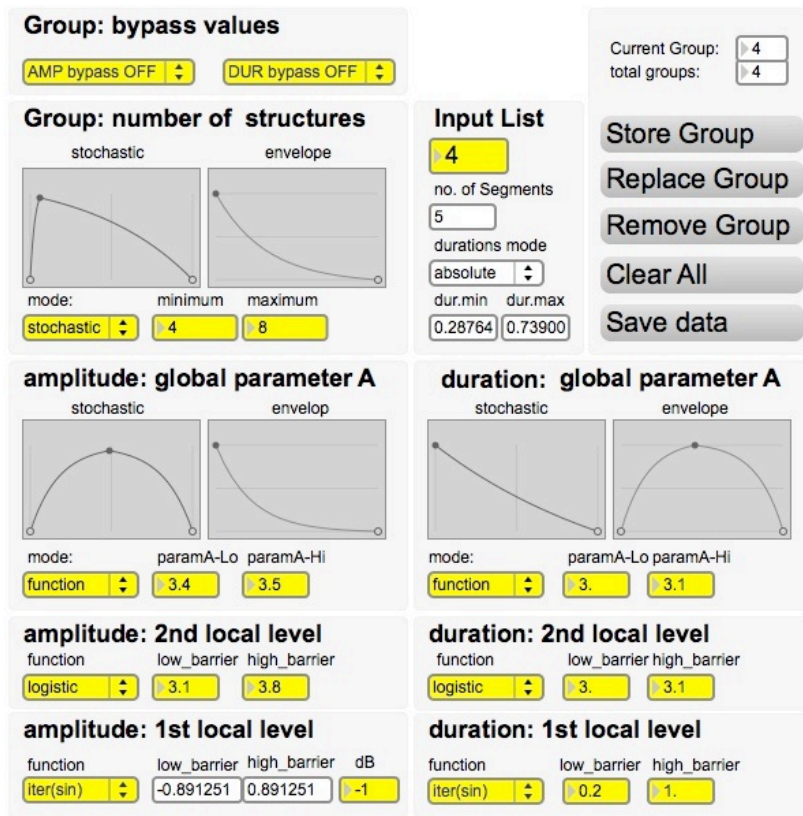 Group: bypass values
AMP bypass OFF DUR bypass OFF
Current Group: 4
total groups: 4
Group: number of structures
stochastic envelope
mode: minimum maximum
stochastic 4 8
Input List
4
no. of Segments
5
durations mode
absolute
dur.min dur.max
0.28764 0.73900
Store Group
Replace Group
Remove Group
Clear All
Save data
amplitude: global parameter A
stochastic envelop
mode: paramA-Lo paramA-Hi
function 3.4 3.5
duration: global parameter A
stochastic envelope
mode: paramA-Lo paramA-Hi
function 3. 3.1
amplitude: 2nd local level
function low_barrier high_barrier
logistic 3.1 3.8
duration: 2nd local level
function low_barrier high_barrier
logistic 3. 3.1
amplitude: 1st local level
function low_barrier high_barrier dB
iter(sin) -0.891251 0.891251 -1
duration: 1st local level
function low_barrier high_barrier
iter(sin) 0.2 1.